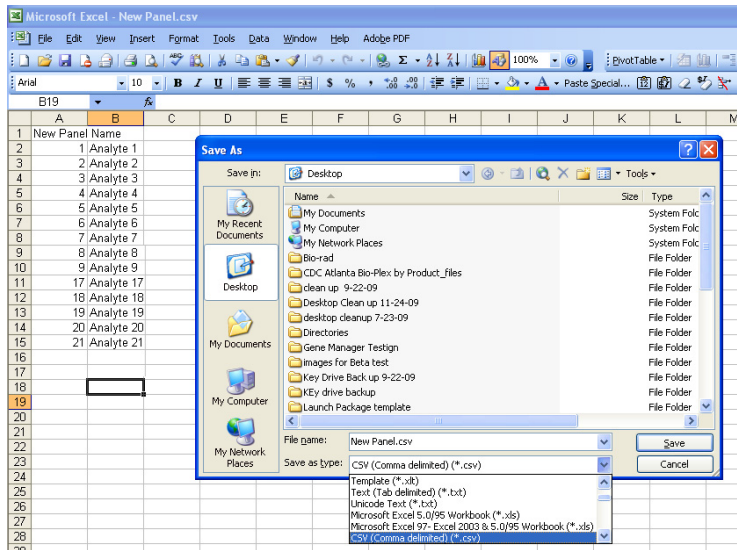 Microsoft Excel - New Panel.csv
File Edit View Insert Format Tools Data Window Help Adobe PDF
100% PivotTable
Arial 10 B I U $ % , Paste Special...
B19 fx
A B C D E F G H I J K L M
1 New Panel Name
2 1 Analyte 1
3 2 Analyte 2
4 3 Analyte 3
5 4 Analyte 4
6 5 Analyte 5
7 6 Analyte 6
8 7 Analyte 7
9 8 Analyte 8
10 9 Analyte 9
11 17 Analyte 17
12 18 Analyte 18
13 19 Analyte 19
14 20 Analyte 20
15 21 Analyte 21
16
17
18
19
20
21
22
23
24
25
26
27
28
Save As
Save in: Desktop Tools
Name Size Type
My Documents System Folc
My Computer System Folc
My Network Places System Folc
Bio-rad File Folder
CDC Atlanta Bio-Plex by Product_files File Folder
clean up 9-22-09 File Folder
Desktop Clean up 11-24-09 File Folder
desktop cleanup 7-23-09 File Folder
Directories File Folder
Gene Manager Testign File Folder
images for Beta test File Folder
Key Drive Back up 9-22-09 File Folder
KEy drive backup File Folder
Launch Package template File Folder
My Recent Documents
Desktop
My Documents
My Computer
My Network Places
File name: New Panel.csv Save
Save as type: CSV (Comma delimited) (*.csv) Cancel
Template (*.xlt)
Text (Tab delimited) (*.txt)
Unicode Text (*.txt)
Microsoft Excel 5.0/95 Workbook (*.xls)
Microsoft Excel 97- Excel 2003 & 5.0/95 Workbook (*.xls)
CSV (Comma delimited) (*.csv)